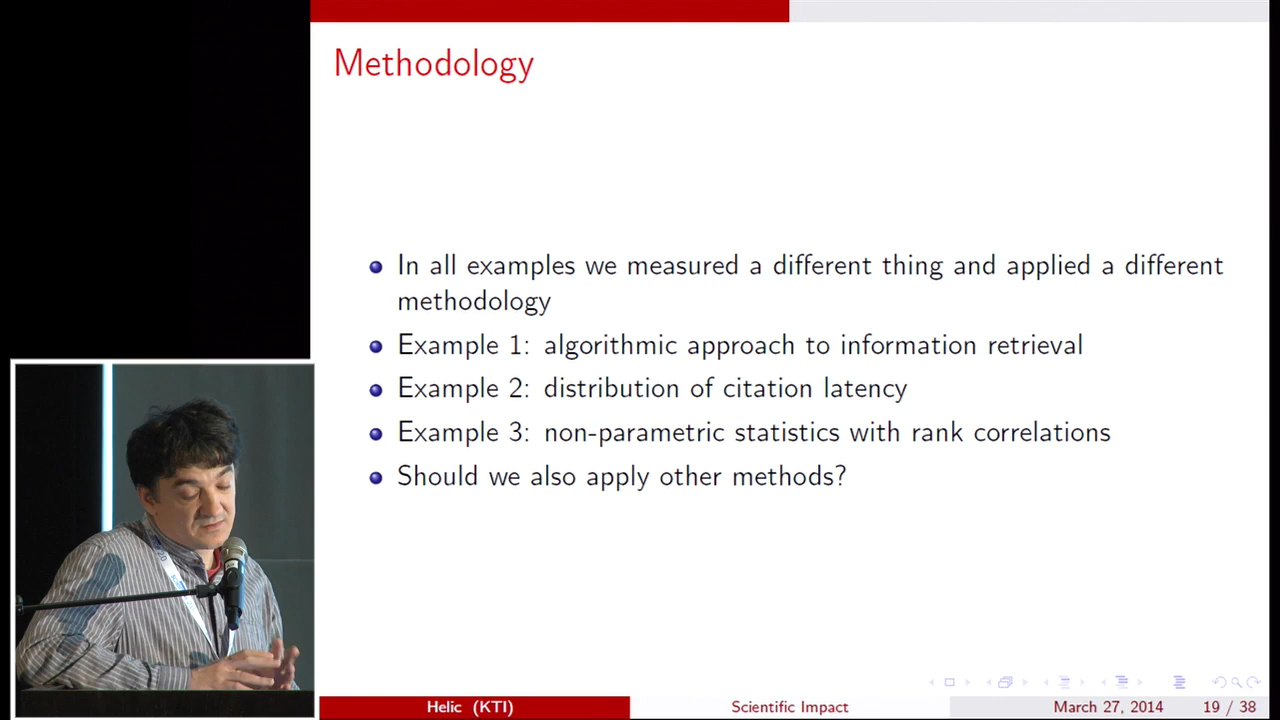 Methodology
In all examples we measured a different thing and applied a different
methodology
Example 1: algorithmic approach to information retrieval
Example 2: distribution of citation latency
Example 3: non-parametric statistics with rank correlations
Should we also apply other methods?
Helic (KTI) Scientific Impact March 27, 2014 19 / 38